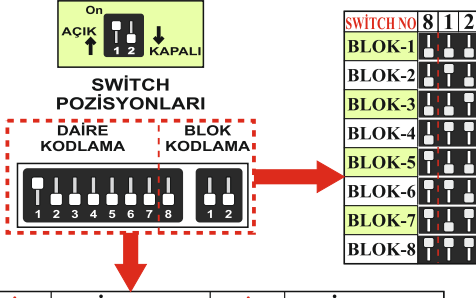 On
AÇIK
KAPALI
1 2
SWİTCH
POZİSYONLARI
DAİRE
KODLAMA
BLOK
KODLAMA
1 2 3 4 5 6 7 8
1 2
SWİTCH NO 8 1 2
BLOK-1
BLOK-2
BLOK-3
BLOK-4
BLOK-5
BLOK-6
BLOK-7
BLOK-8